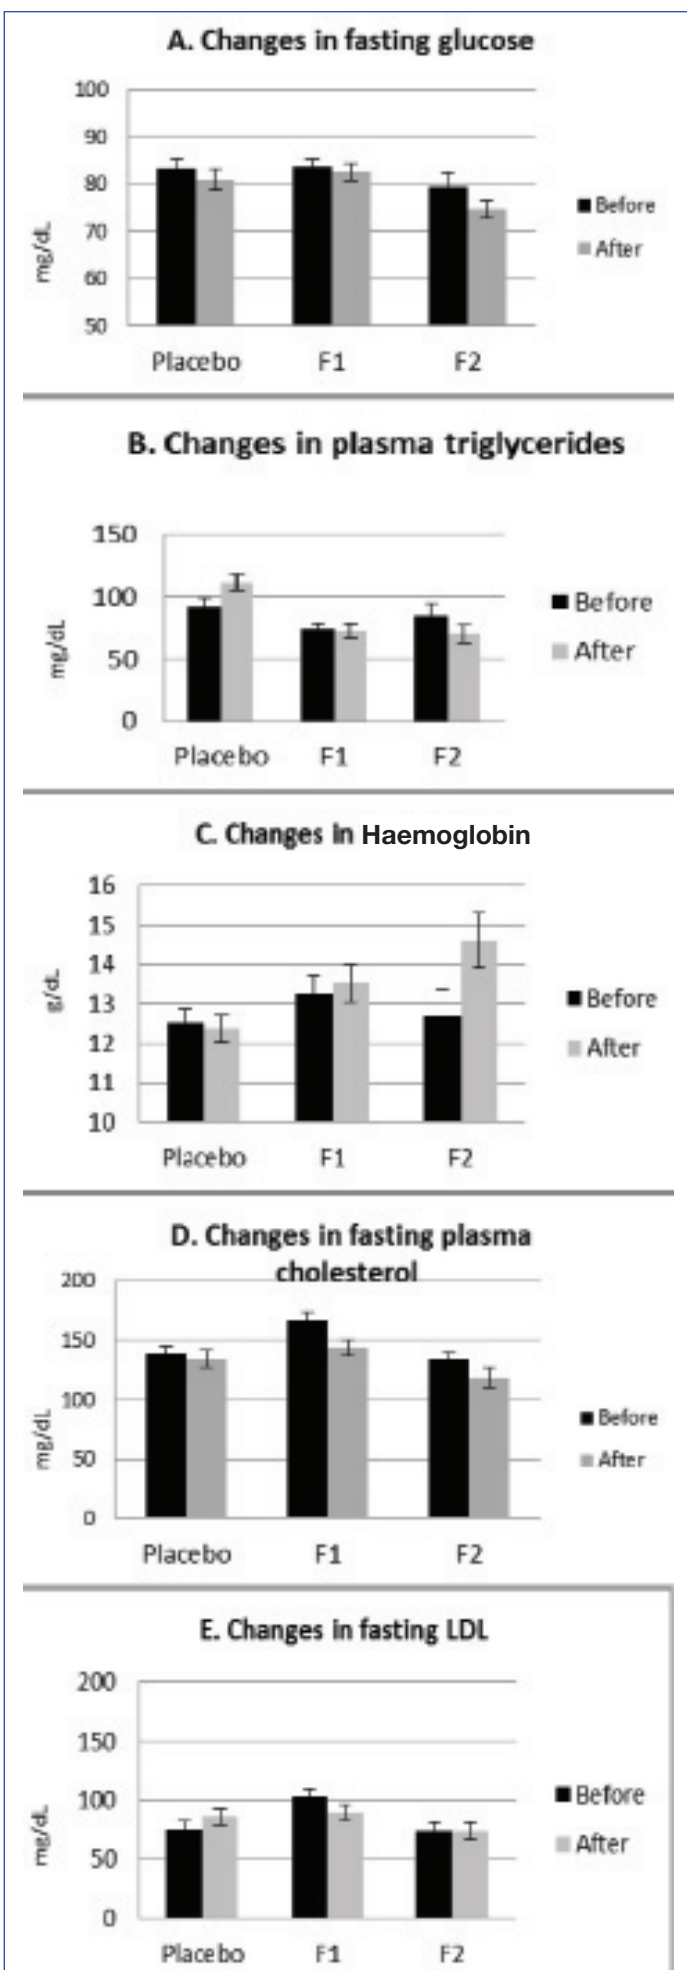 A. Changes in fasting glucose
100
90
80
70
60
50
mg/dL
Placebo F1 F2
Before
After
B. Changes in plasma triglycerides
150
100
50
0
mg/dL
Placebo F1 F2
Before
After
C. Changes in Haemoglobin
16
15
14
13
12
11
10
g/dL
Placebo F1 F2
Before
After
D. Changes in fasting plasma
cholesterol
200
150
100
50
0
mg/dL
Placebo F1 F2
Before
After
E. Changes in fasting LDL
200
150
100
50
0
mg/dL
Placebo F1 F2
Before
After